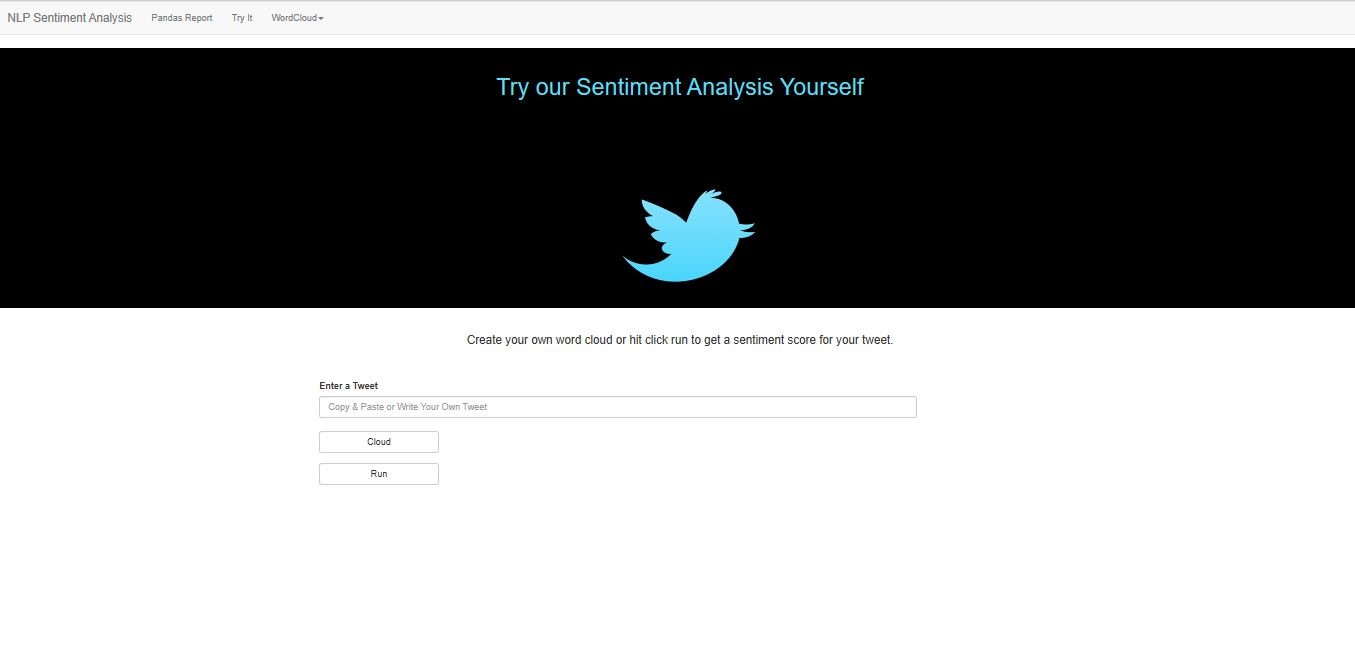 NLP Sentiment Analysis Pandas Report Try It WordCloud
Try our Sentiment Analysis Yourself
Create your own word cloud or hit click run to get a sentiment score for your tweet.
Enter a Tweet
Copy & Paste or Write Your Own Tweet
Cloud
Run